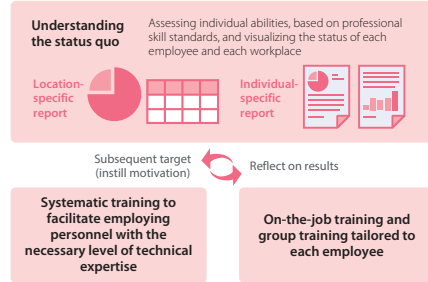 Understanding
the status quo
Assessing individual abilities, based on professional
skill standards, and visualizing the status of each
employee and each workplace
Location-
specific
report
Individual-
specific
report
Subsequent target
(instill motivation)
Reflect on results
Systematic training to
facilitate employing
personnel with the
necessary level of technical
expertise
On-the-job training and
group training tailored to
each employee